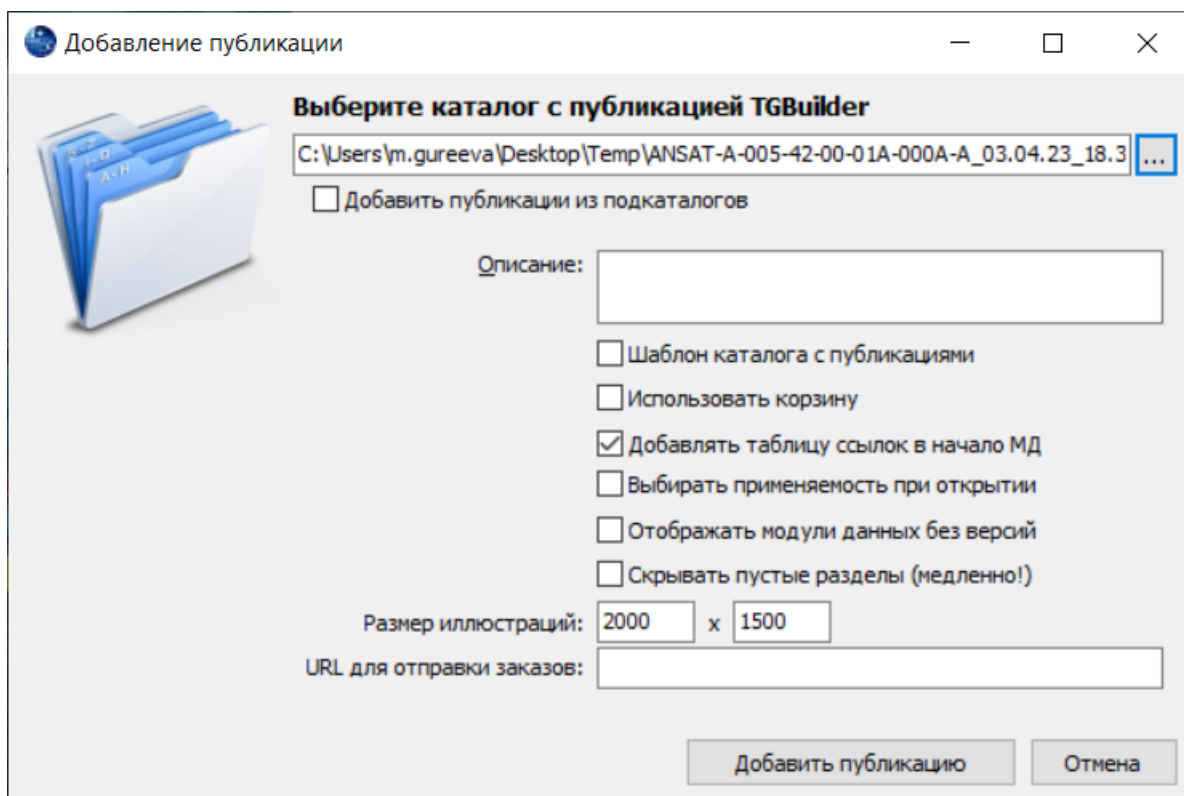 Добавление публикации
Выберите каталог с публикацией TGBuilder
C:\Users\m.gureeva\Desktop\Temp\ANSAT-A-005-42-00-01A-000A-A_03.04.23_18.3
...
Добавить публикации из подкаталогов
Описание:
Шаблон каталога с публикациями
Использовать корзину
Добавлять таблицу ссылок в начало МД
Выбирать применяемость при открытии
Отображать модули данных без версий
Скрывать пустые разделы (медленно!)
Размер иллюстраций: 2000 x 1500
URL для отправки заказов:
Добавить публикацию Отмена